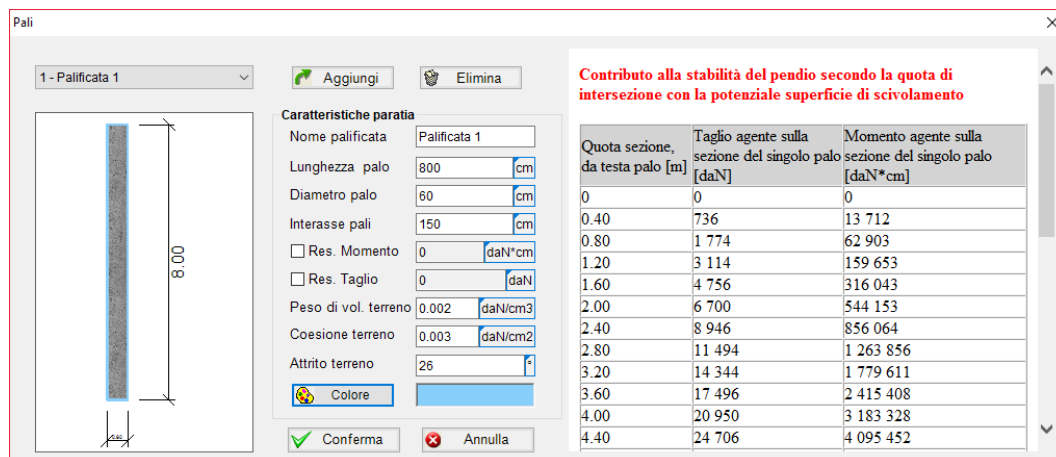 Pali
1 - Palificata 1
Aggiungi
Elimina
8.00
0.60
Caratteristiche paratia
Nome palificata Palificata 1
Lunghezza palo 800 cm
Diametro palo 60 cm
Interasse pali 150 cm
Res. Momento 0 daN*cm
Res. Taglio 0 daN
Peso di vol. terreno 0.002 daN/cm3
Coesione terreno 0.003 daN/cm2
Attrito terreno 26 °
Colore
Conferma
Annulla
Contributo alla stabilità del pendio secondo la quota di
intersezione con la potenziale superficie di scivolamento
Quota sezione,
da testa palo [m]
Taglio agente sulla
sezione del singolo palo
[daN]
Momento agente sulla
sezione del singolo palo
[daN*cm]
0 0 0
0.40 736 13 712
0.80 1 774 62 903
1.20 3 114 159 653
1.60 4 756 316 043
2.00 6 700 544 153
2.40 8 946 856 064
2.80 11 494 1 263 856
3.20 14 344 1 779 611
3.60 17 496 2 415 408
4.00 20 950 3 183 328
4.40 24 706 4 095 452